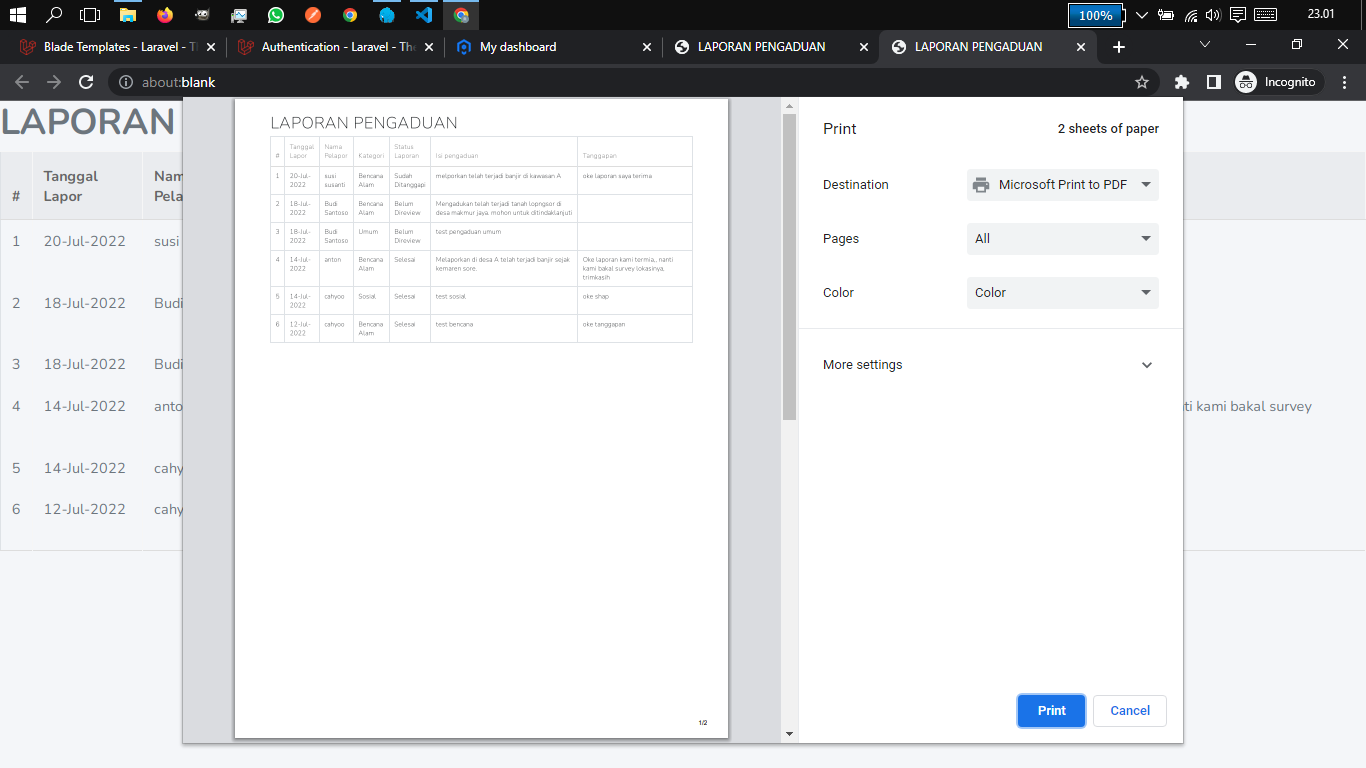 100%
23.01
Blade Templates - Laravel - Th
Authentication - Laravel - The
My dashboard
LAPORAN PENGADUAN
LAPORAN PENGADUAN
about:blank
Incognito
LAPORAN
# Tanggal Lapor Nam Pela
1 20-Jul-2022 susi
2 18-Jul-2022 Budi
3 18-Jul-2022 Budi
4 14-Jul-2022 anto
ti kami bakal survey
5 14-Jul-2022 cahy
6 12-Jul-2022 cahy
LAPORAN PENGADUAN
# Tanggal Lapor Nama Pelapor Kategori Status Laporan Isi pengaduan Tanggapan
1 20-Jul-2022 susi susanti Bencana Alam Sudah Ditanggapi melporkan telah terjadi banjir di kawasan A oke laporan saya terima
2 18-Jul-2022 Budi Santoso Bencana Alam Belum Direview Mengadukan telah terjadi tanah lopngsor di desa makmur jaya. mohon untuk ditindaklanjuti
3 18-Jul-2022 Budi Santoso Umum Belum Direview test pengaduan umum
4 14-Jul-2022 anton Bencana Alam Selesai Melaporkan di desa A telah terjadi banjir sejak kemaren sore. Oke laporan kami termia,. nanti kami bakal survey lokasinya. trimkasih
5 14-Jul-2022 cahyoo Sosial Selesai test sosial oke shap
6 12-Jul-2022 cahyoo Bencana Alam Selesai test bencana oke tanggapan
1/2
Print
2 sheets of paper
Destination
Microsoft Print to PDF
Pages
All
Color
Color
More settings
Print
Cancel